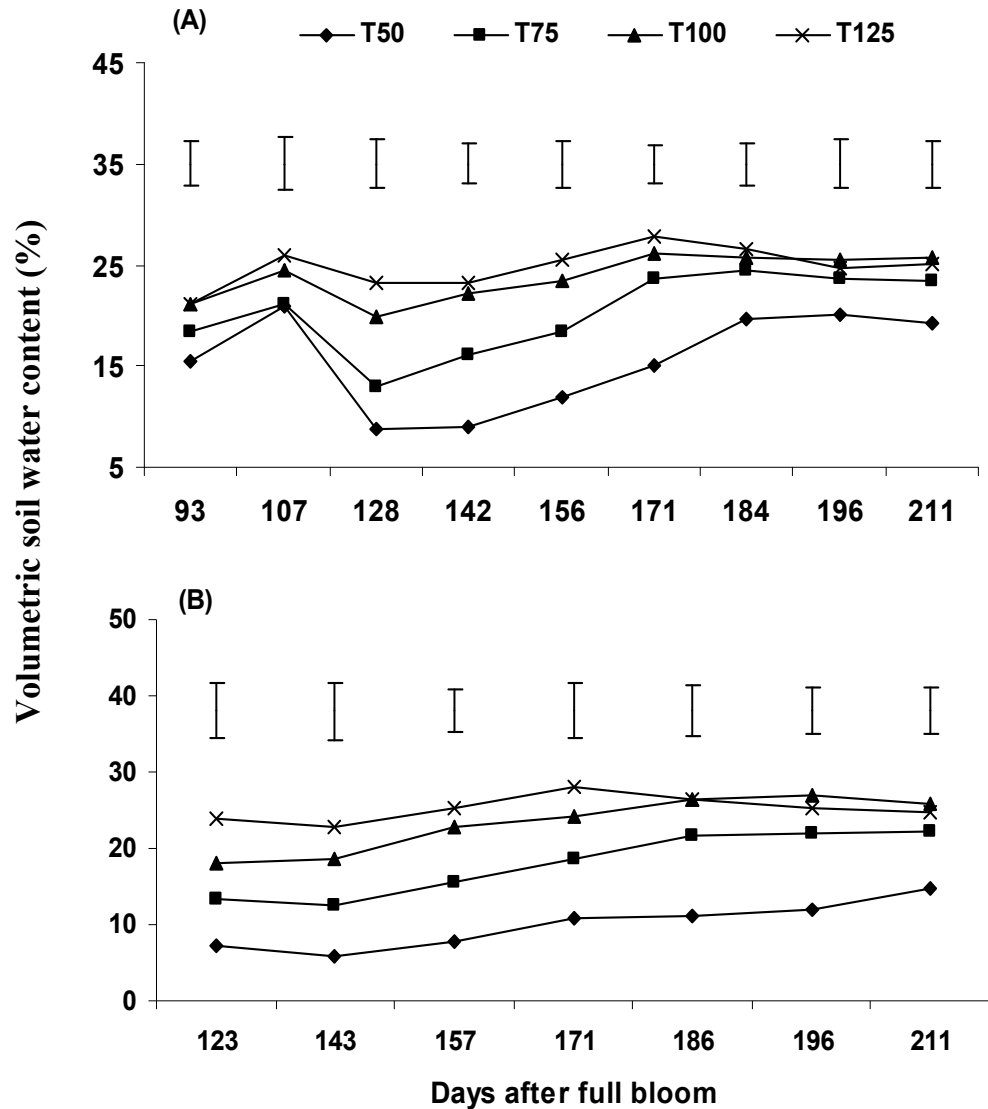 (A)
T50 T75 T100 T125
45
35
25
15
5
93 107 128 142 156 171 184 196 211
Volumetric soil water content (%)
(B)
50
40
30
20
10
0
123 143 157 171 186 196 211
Days after full bloom